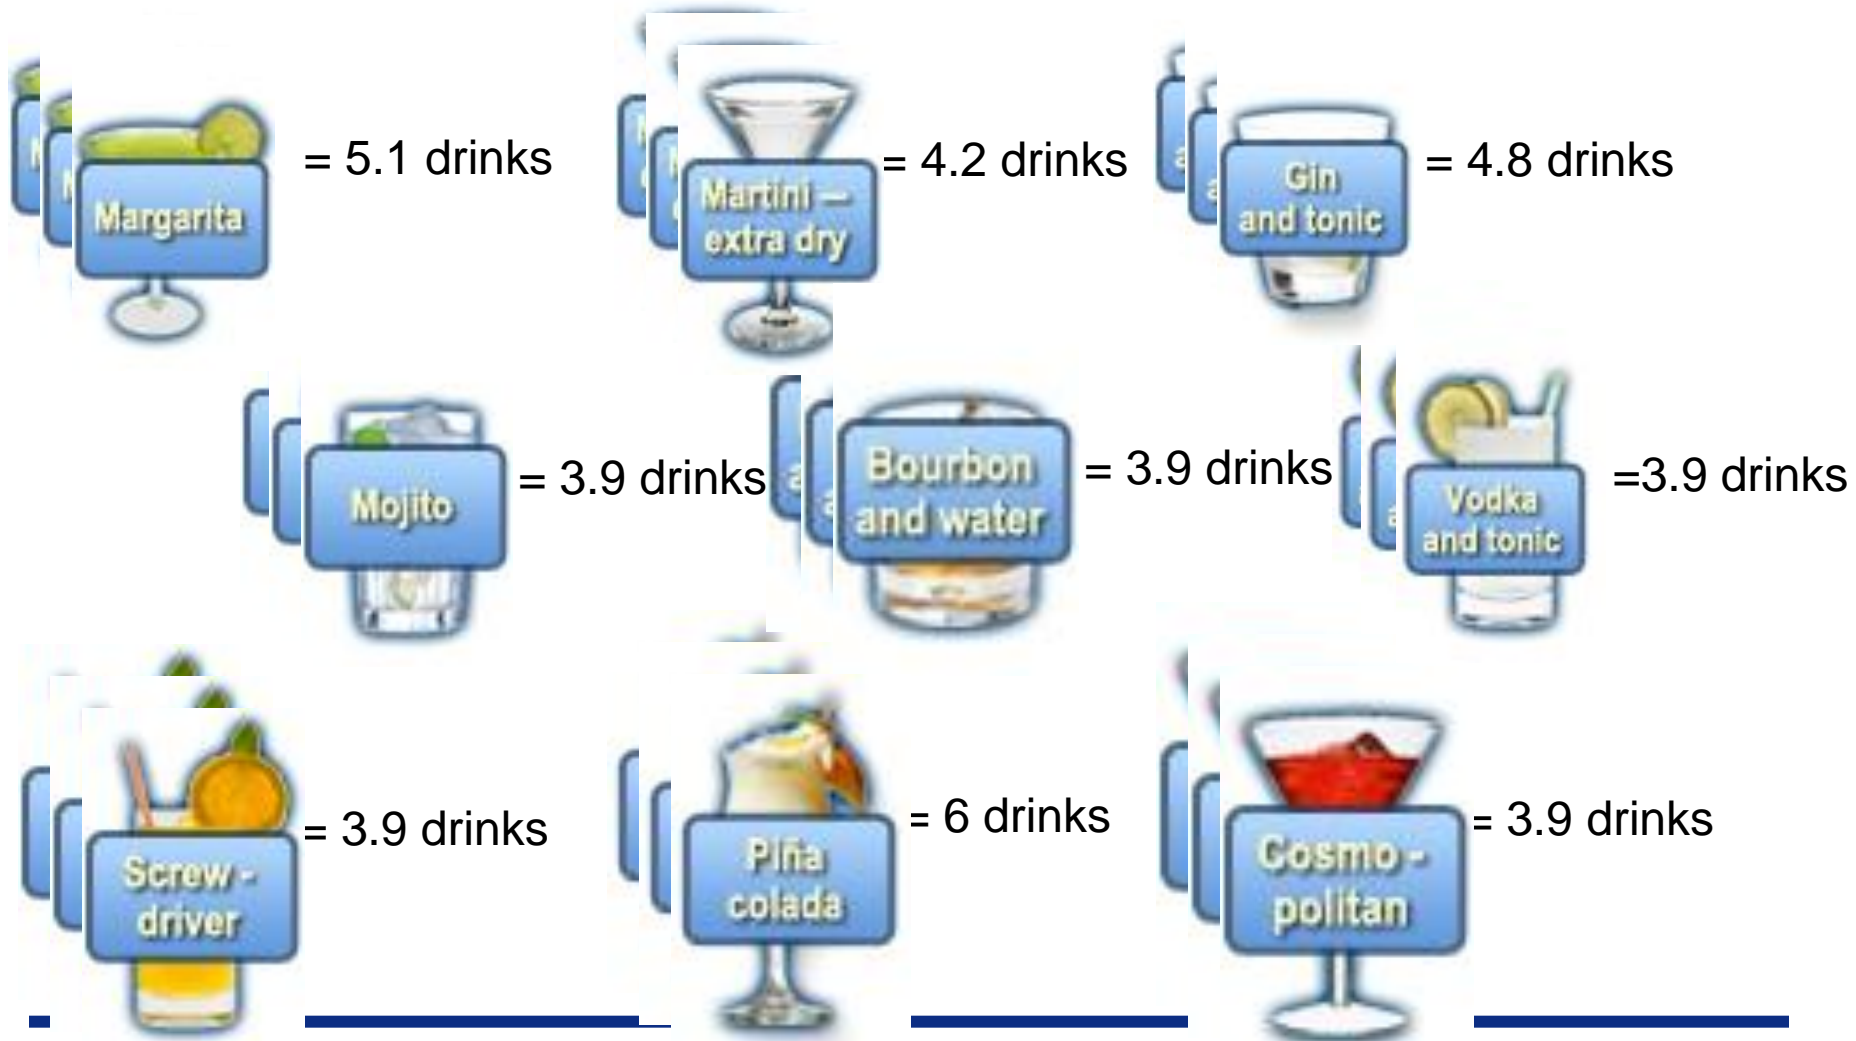 Margarita
= 5.1 drinks
Martini —
extra dry
= 4.2 drinks
Gin
and tonic
= 4.8 drinks
Mojito
= 3.9 drinks
Bourbon
and water
= 3.9 drinks
Vodka
and tonic
=3.9 drinks
Screw -
driver
= 3.9 drinks
Piña
colada
= 6 drinks
Cosmo -
politan
= 3.9 drinks